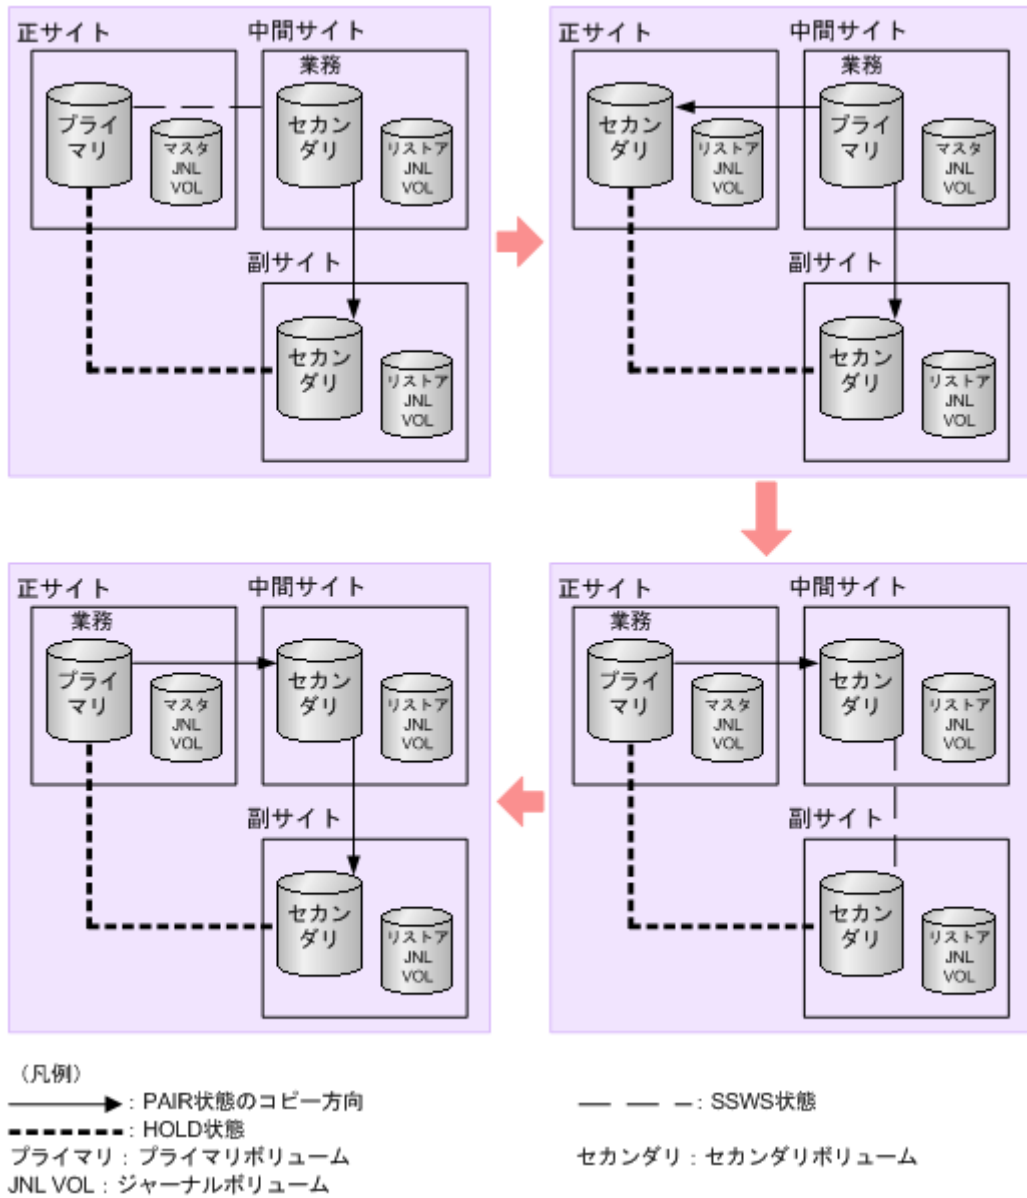 正サイト
中間サイト
業務
プライ
マリ
マスタ
JNL
VOL
セカン
ダリ
リストア
JNL
VOL
副サイト
セカン
ダリ
リストア
JNL
VOL
正サイト
中間サイト
業務
セカン
ダリ
リストア
JNL
VOL
プライ
マリ
マスタ
JNL
VOL
副サイト
セカン
ダリ
リストア
JNL
VOL
正サイト
中間サイト
業務
プライ
マリ
マスタ
JNL
VOL
セカン
ダリ
リストア
JNL
VOL
副サイト
セカン
ダリ
リストア
JNL
VOL
正サイト
中間サイト
業務
プライ
マリ
マスタ
JNL
VOL
セカン
ダリ
リストア
JNL
VOL
副サイト
セカン
ダリ
リストア
JNL
VOL
（凡例）
：PAIR状態のコピー方向
：SSWS状態
：HOLD状態
プライマリ：プライマリボリューム
セカンダリ：セカンダリボリューム
JNL VOL：ジャーナルボリューム